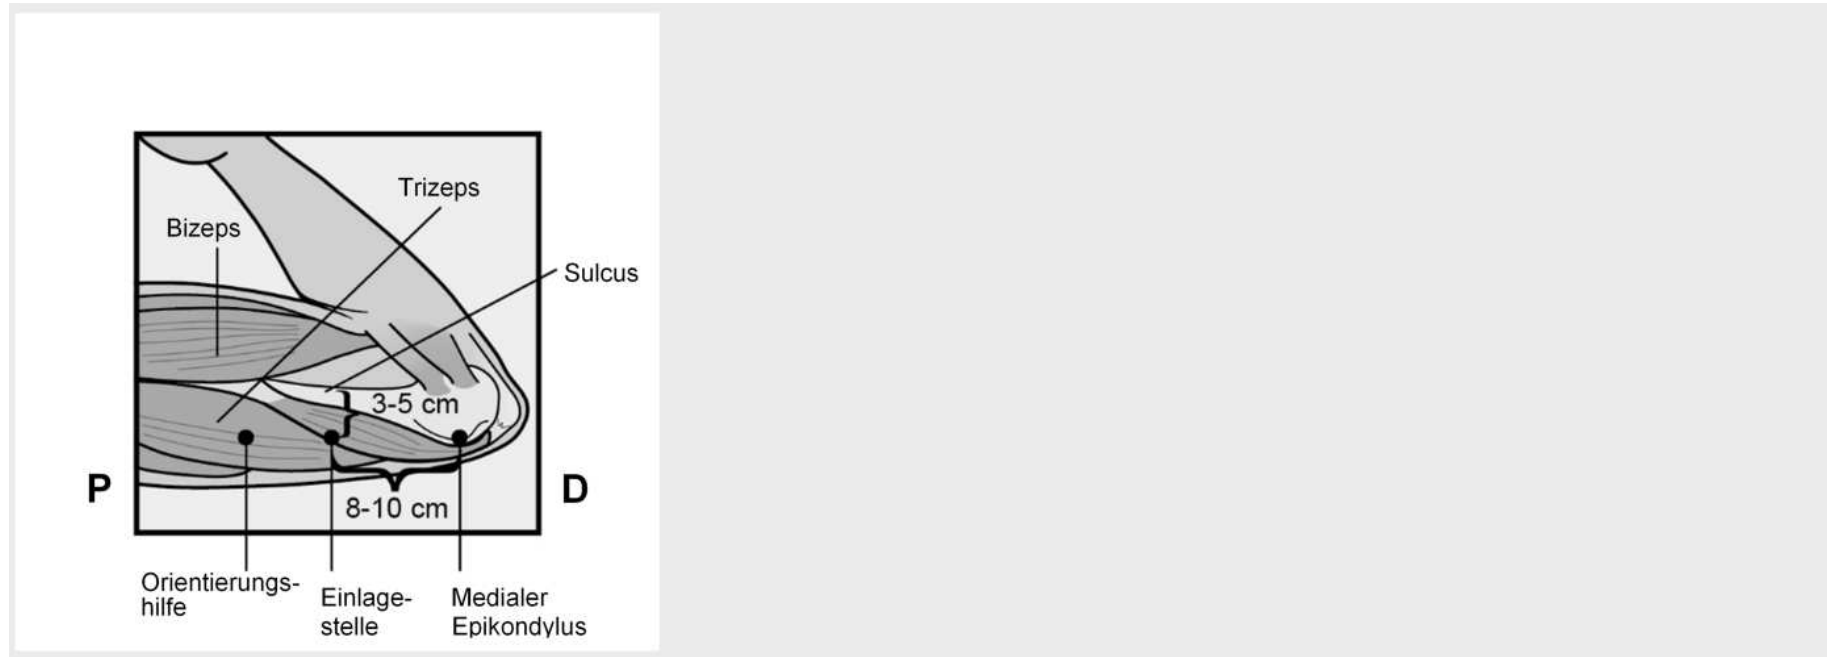 Trizeps
Bizeps
Sulcus
3-5 cm
P
D
8-10 cm
Orientierungs-
hilfe
Einlage-
stelle
Medialer
Epikondylus